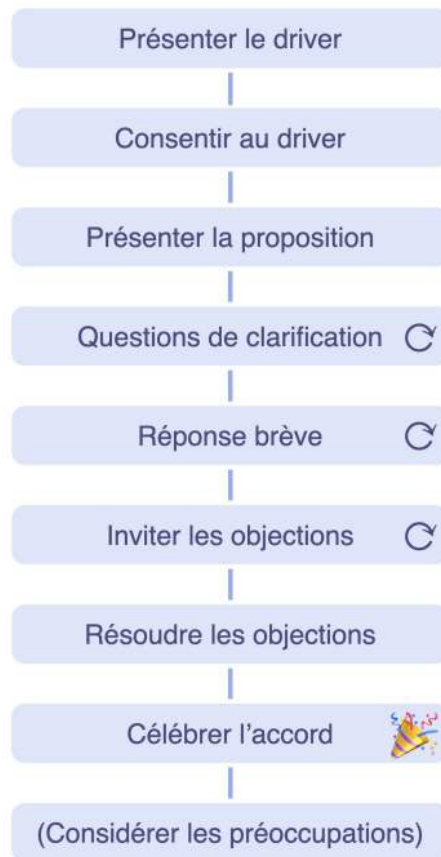 Présenter le driver
Consentir au driver
Présenter la proposition
Questions de clarification
Réponse brève
Inviter les objections
Résoudre les objections
Célébrer l’accord
(Considérer les préoccupations)